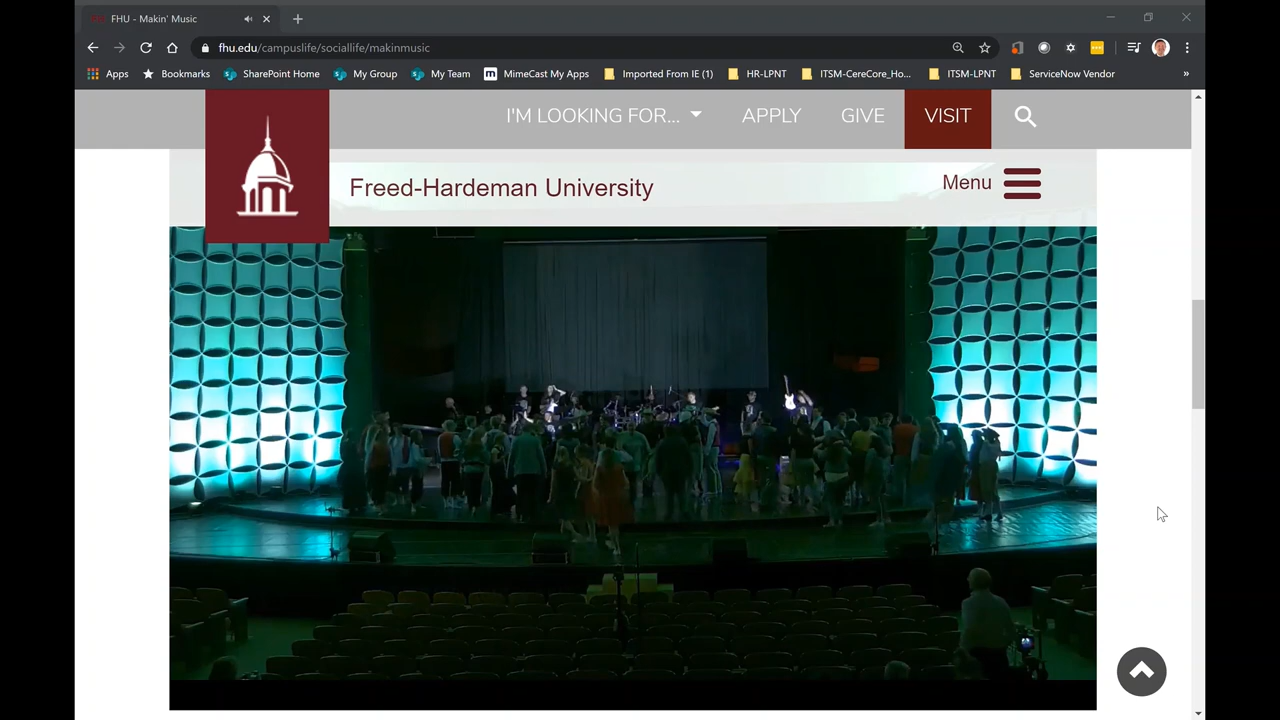 FHU - Makin' Music
fhu.edu/campuslife/sociallife/makinmusic
Apps Bookmarks SharePoint Home My Group My Team m MimeCast My Apps Imported From IE (1) HR-LPNT ITSM-CereCore_Ho... ITSM-LPNT ServiceNow Vendor »
I'M LOOKING FOR... APPLY GIVE VISIT
Freed-Hardeman University Menu